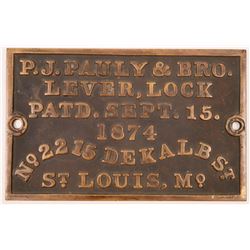 P.J. PAULY & BRO.
LEVER, LOCK
PATD. SEPT. 15.
1874
No. 2215 DEKALB ST
ST LOUIS, MO